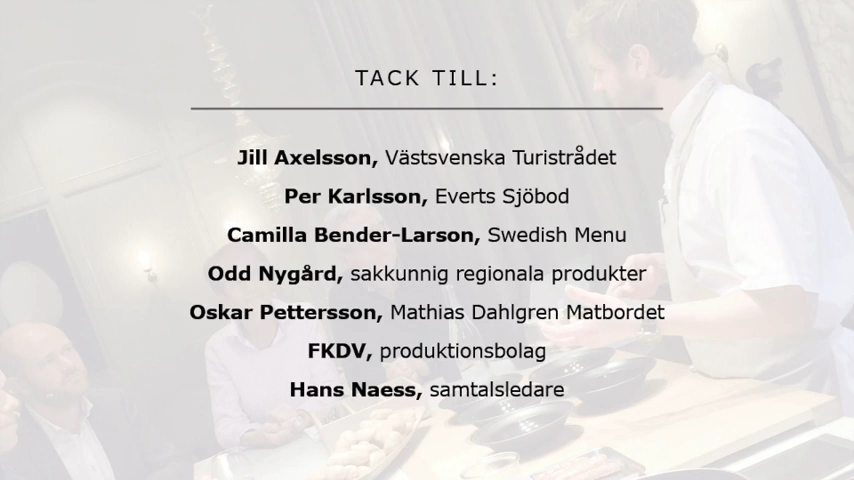 TACK TILL:
Jill Axelsson, Västsvenska Turistrådet
Per Karlsson, Everts Sjöbod
Camilla Bender-Larson, Swedish Menu
Odd Nygård, sakkunnig regionala produkter
Oskar Pettersson, Mathias Dahlgren Matbordet
FKDV, produktionsbolag
Hans Naess, samtalsledare